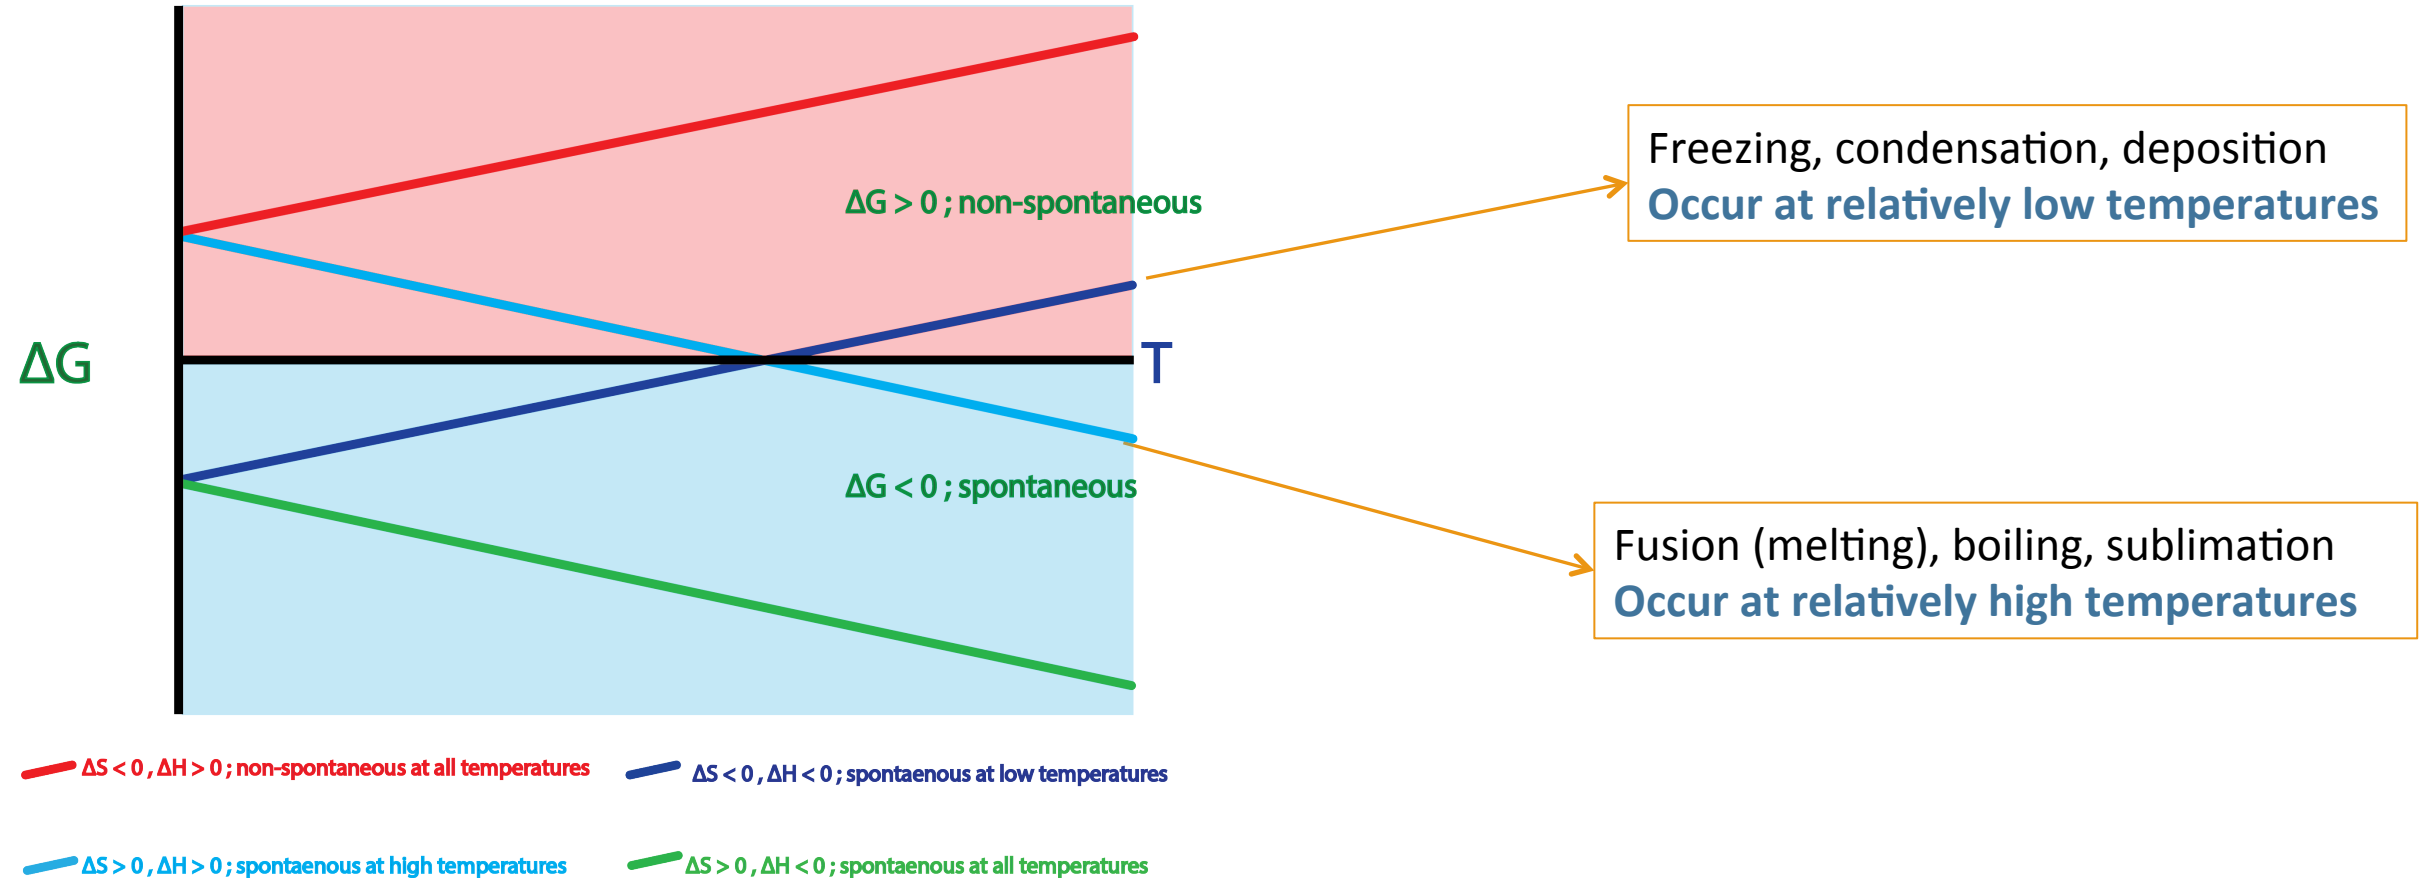 ΔG > 0 ; non-spontaneous
Freezing, condensation, deposition
Occur at relatively low temperatures
ΔG
T
ΔG < 0 ; spontaneous
Fusion (melting), boiling, sublimation
Occur at relatively high temperatures
ΔS < 0 , ΔH > 0 ; non-spontaneous at all temperatures
ΔS < 0 , ΔH < 0 ; spontaenous at low temperatures
ΔS > 0 , ΔH > 0 ; spontaenous at high temperatures
ΔS > 0 , ΔH < 0 ; spontaenous at all temperatures